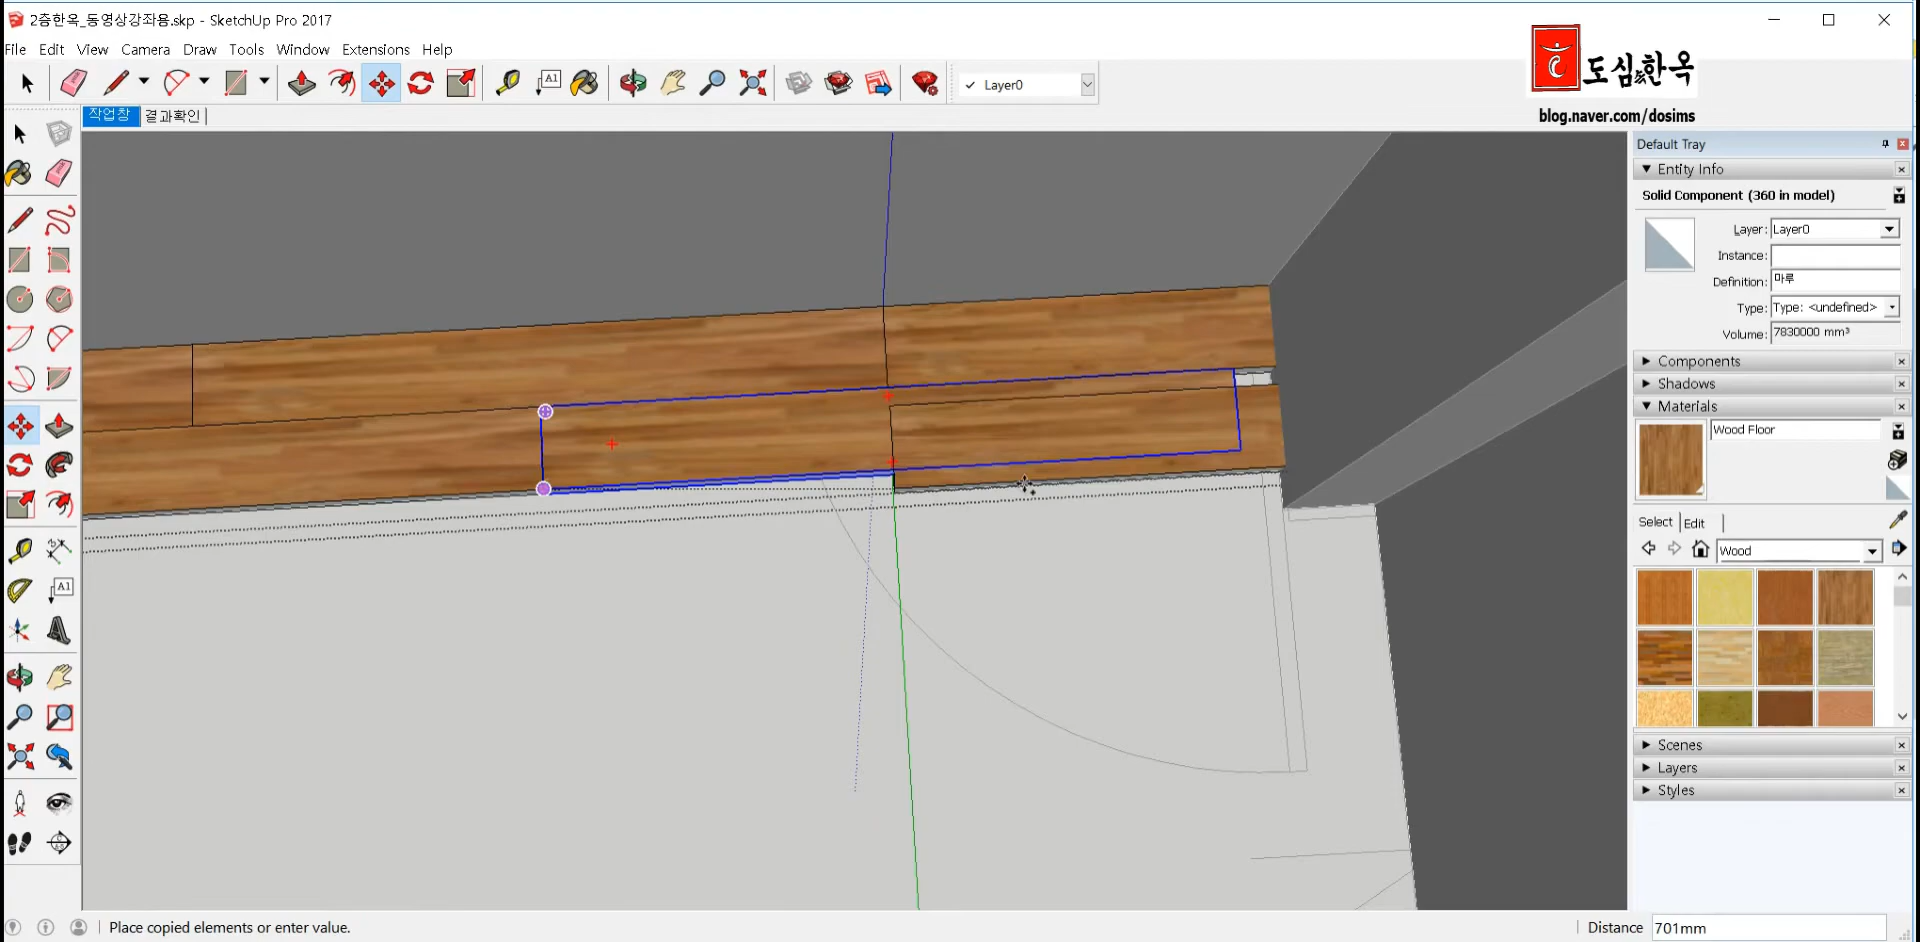 2층한옥_동영상강좌용.skp - SketchUp Pro 2017
File Edit View Camera Draw Tools Window Extensions Help
A1
Layer0
도심한옥
blog.naver.com/dosims
작업창 결과확인
Default Tray
Entity Info
Solid Component (360 in model)
Layer: Layer0
Instance:
Definition: 마루
Type: Type: <undefined>
Volume: 7830000 mm³
Components
Shadows
Materials
Wood Floor
Select Edit
Wood
A1
Scenes
Layers
Styles
Place copied elements or enter value.
Distance 701mm